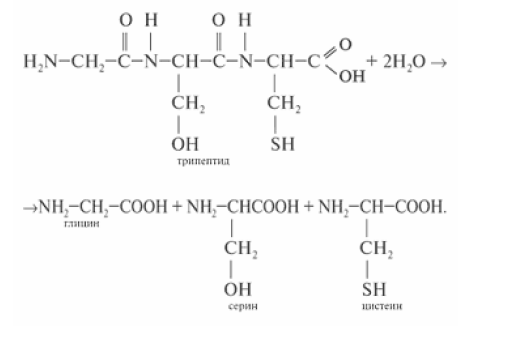 O H O H
H₂N–CH₂–C–N–CH–C–N–CH–C O OH + 2H₂O →
CH₂ CH₂
OH SH
трипептид
→NH₂–CH₂–COOH + NH₂–CHCOOH + NH₂–CH–COOH.
глицин
CH₂ CH₂
OH SH
серин цистеин